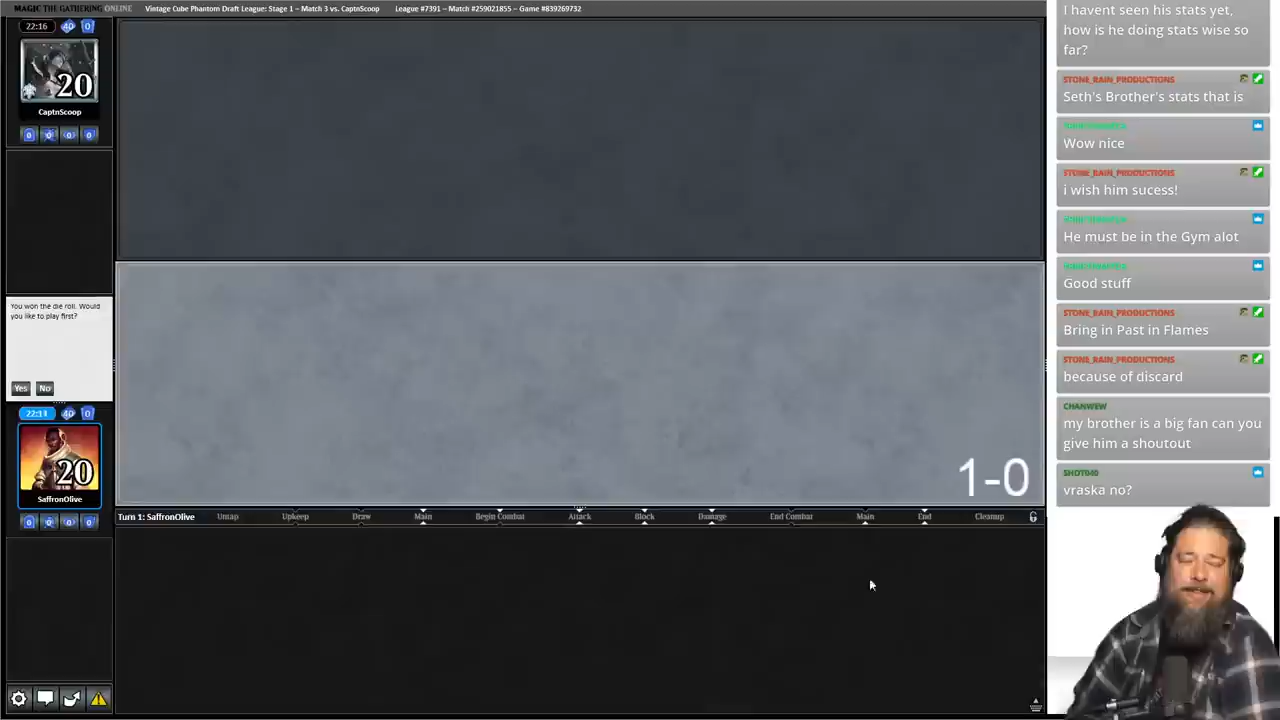 MAGIC THE GATHERING ONLINE Vintage Cube Phantom Draft League: Stage 1 – Match 3 vs. CaptnScoop League #7391 – Match #259021855 – Game #839269732
22:16 40 0
20
CaptnScoop
0 0 0 0
You won the die roll. Would
you like to play first?
Yes No
22:11 40 0
20
SaffronOlive
0 0 0 0
1-0
Turn 1: SaffronOlive Untap Upkeep Draw Main Begin Combat Attack Block Damage End Combat Main End Cleanup
I havent seen his stats yet,
how is he doing stats wise so
far?
STONE_RAIN_PRODUCTIONS
Seth's Brother's stats that is
Wow nice
STONE_RAIN_PRODUCTIONS
i wish him sucess!
He must be in the Gym alot
Good stuff
STONE_RAIN_PRODUCTIONS
Bring in Past in Flames
STONE_RAIN_PRODUCTIONS
because of discard
CHANWEW
my brother is a big fan can you
give him a shoutout
SHOT040
vraska no?